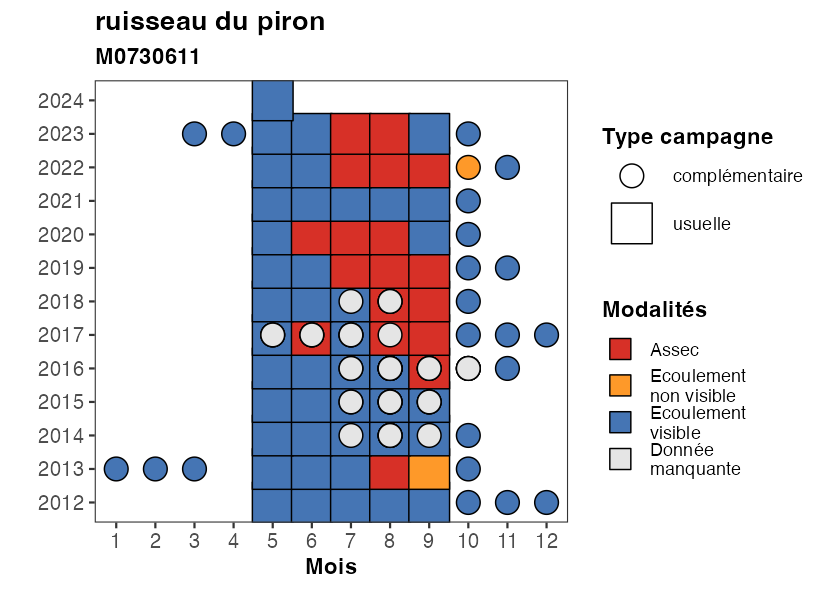 ruisseau du piron
M0730611
2024
2023
2022
2021
2020
2019
2018
2017
2016
2015
2014
2013
2012
1 2 3 4 5 6 7 8 9 10 11 12
Mois
Type campagne
complémentaire
usuelle
Modalités
Assec
Ecoulement
non visible
Ecoulement
visible
Donnée
manquante